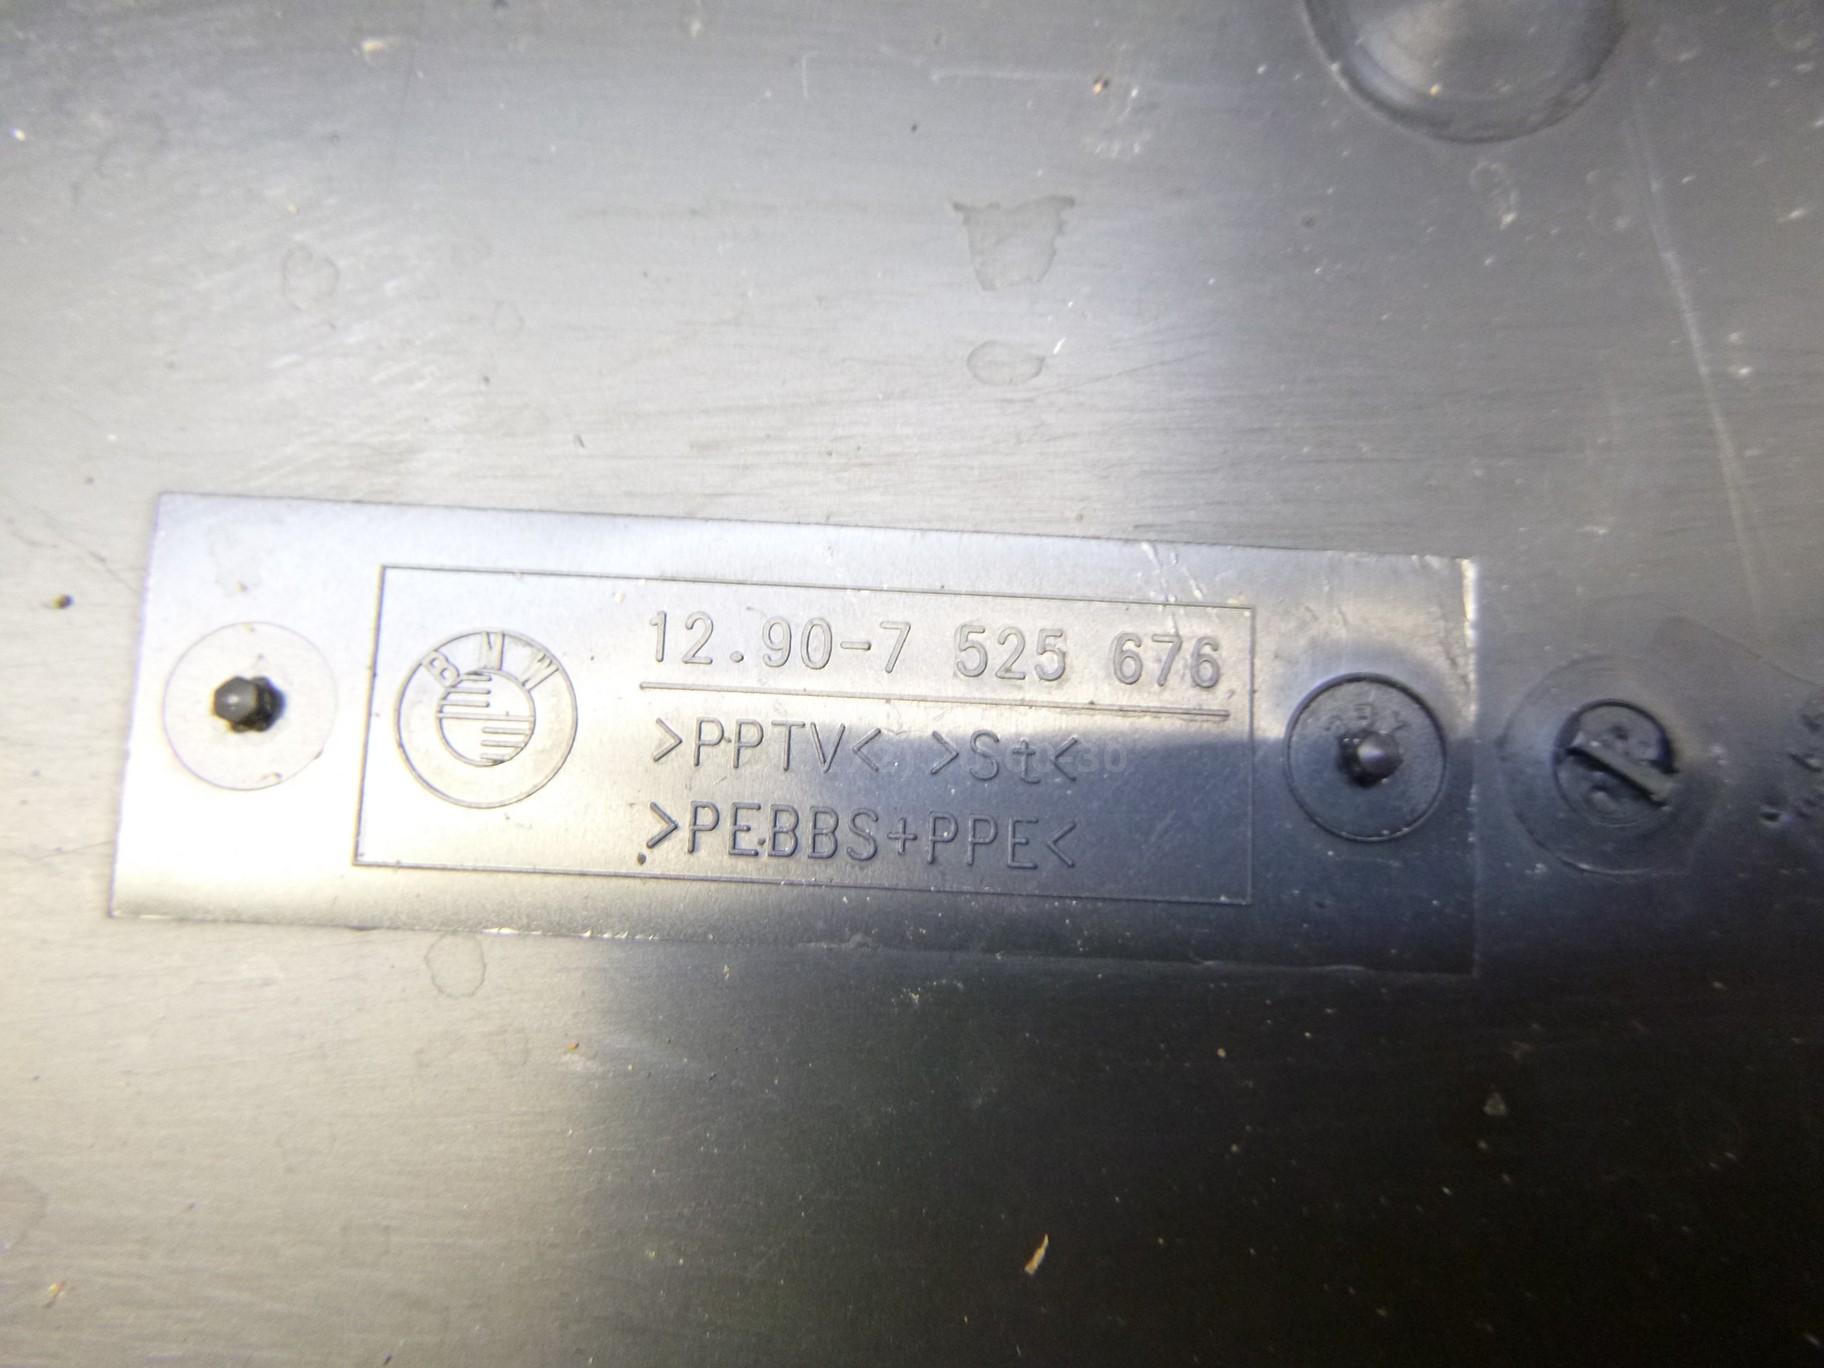 BMW
12.90-7 525 676
>PPTV< >St<
>PEBBS+PPE<